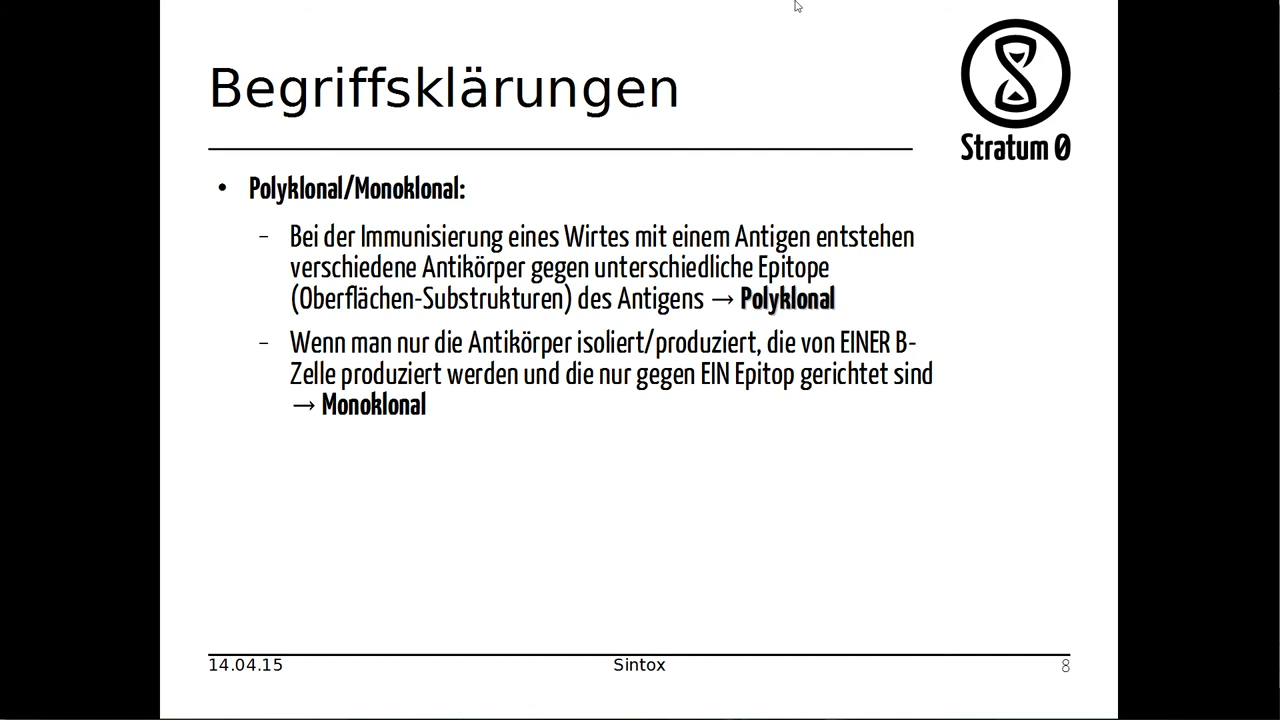 Begriffsklärungen
Stratum 0
• Polyklonal/Monoklonal:
– Bei der Immunisierung eines Wirtes mit einem Antigen entstehen
verschiedene Antikörper gegen unterschiedliche Epitope
(Oberflächen-Substrukturen) des Antigens → Polyklonal
– Wenn man nur die Antikörper isoliert/produziert, die von EINER B-
Zelle produziert werden und die nur gegen EIN Epitop gerichtet sind
→ Monoklonal
14.04.15 Sintox 8